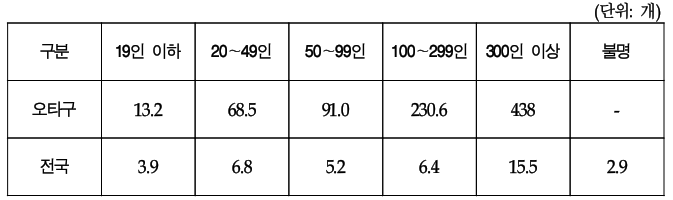 (단위: 개)
구분 19인 이하 20~49인 50~99인 100~299인 300인 이상 불명
오타구 13.2 68.5 91.0 230.6 438 -
전국 3.9 6.8 5.2 6.4 15.5 2.9